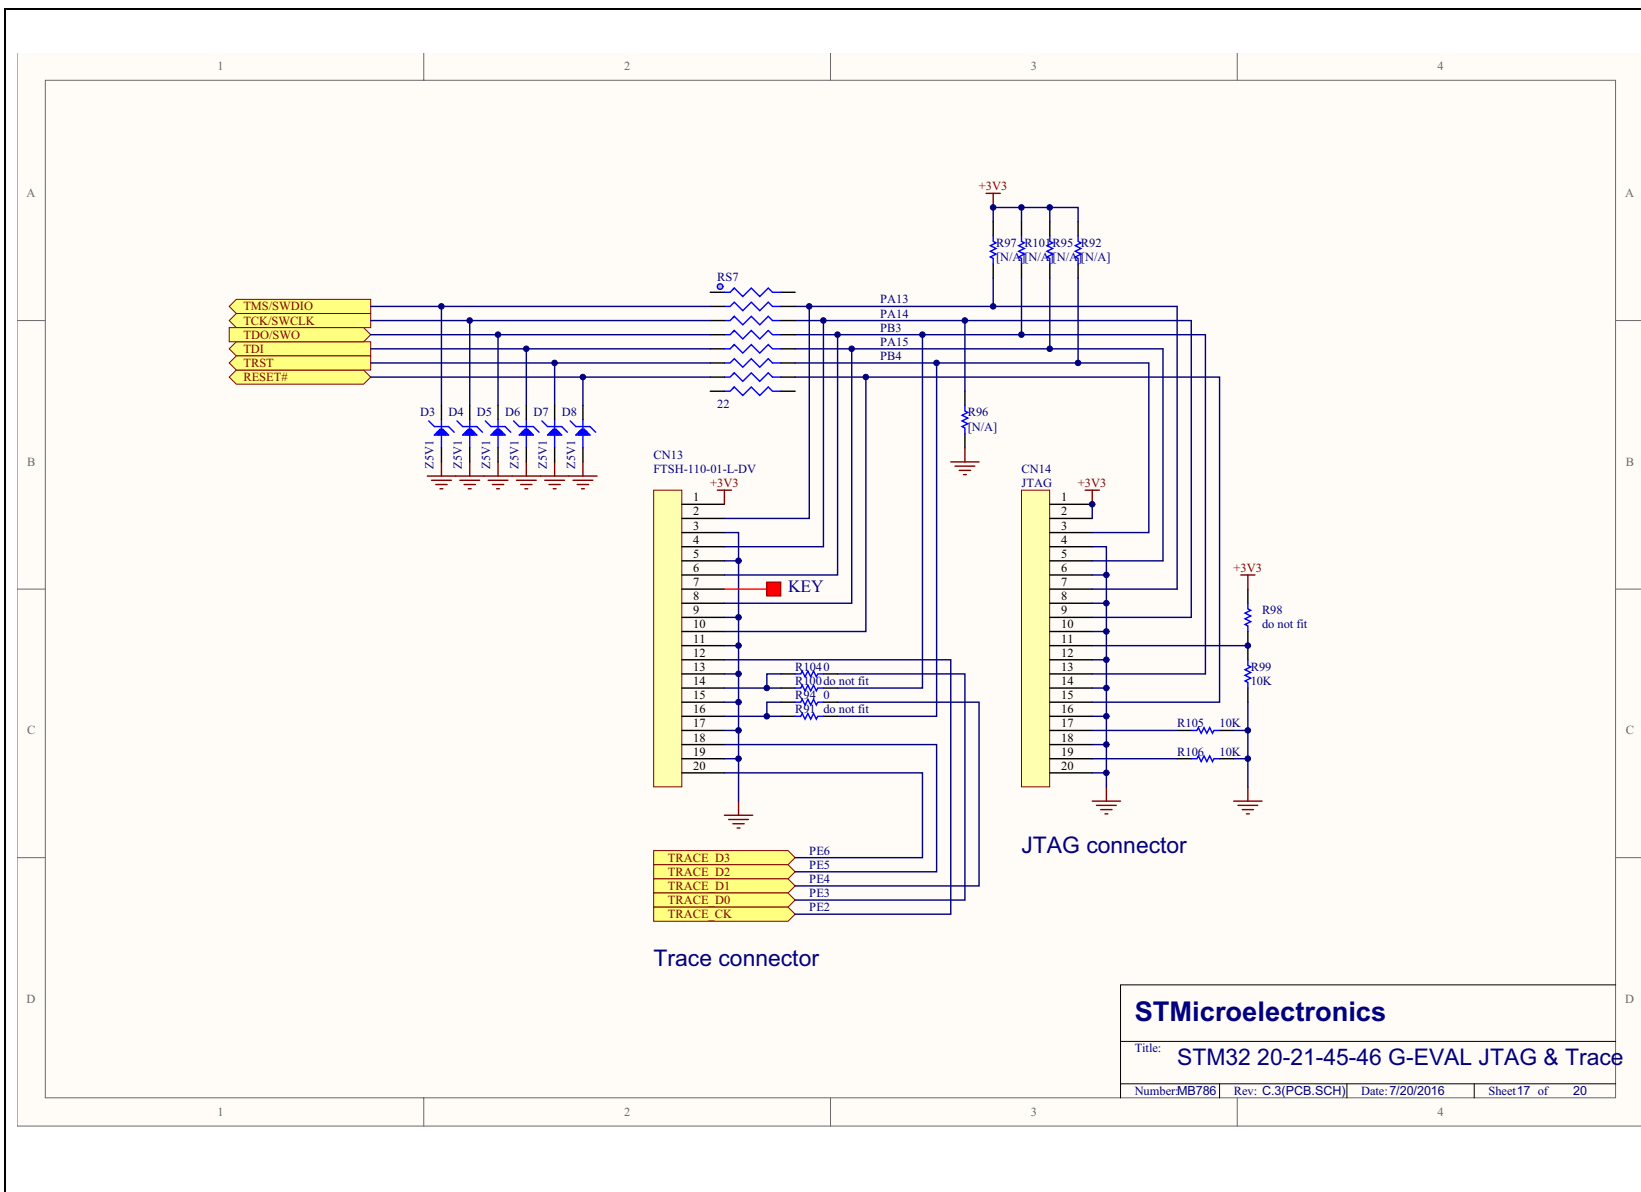 1 2 3 4
A A
+3V3
R97 R103 R95 R92
[N/A] [N/A] [N/A] [N/A]
RS7
TMS/SWDIO PA13
TCK/SWCLK PA14
TDO/SWO PB3
TDI PA15
TRST PB4
RESET#
22
D3 D4 D5 D6 D7 D8
Z5V1 Z5V1 Z5V1 Z5V1 Z5V1 Z5V1
R96
[N/A]
B B
CN13
FTSH-110-01-L-DV
+3V3
1
2
3
4
5
6
7 KEY
8
9
10
11
12
13
14
15
16
17
18
19
20
R104 0
R100 do not fit
R94 0
R91 do not fit
CN14
JTAG +3V3
1
2
3
4
5
6
7
8
9
10
11
12
13
14
15
16
17
18
19
20
+3V3
R98
do not fit
R99
10K
R105 10K
R106 10K
C C
JTAG connector
TRACE_D3 PE6
TRACE_D2 PE5
TRACE_D1 PE4
TRACE_D0 PE3
TRACE_CK PE2
Trace connector
D D
STMicroelectronics
Title: STM32 20-21-45-46 G-EVAL JTAG & Trace
Number:MB786 Rev: C.3(PCB.SCH) Date:7/20/2016 Sheet17 of 20
1 2 3 4